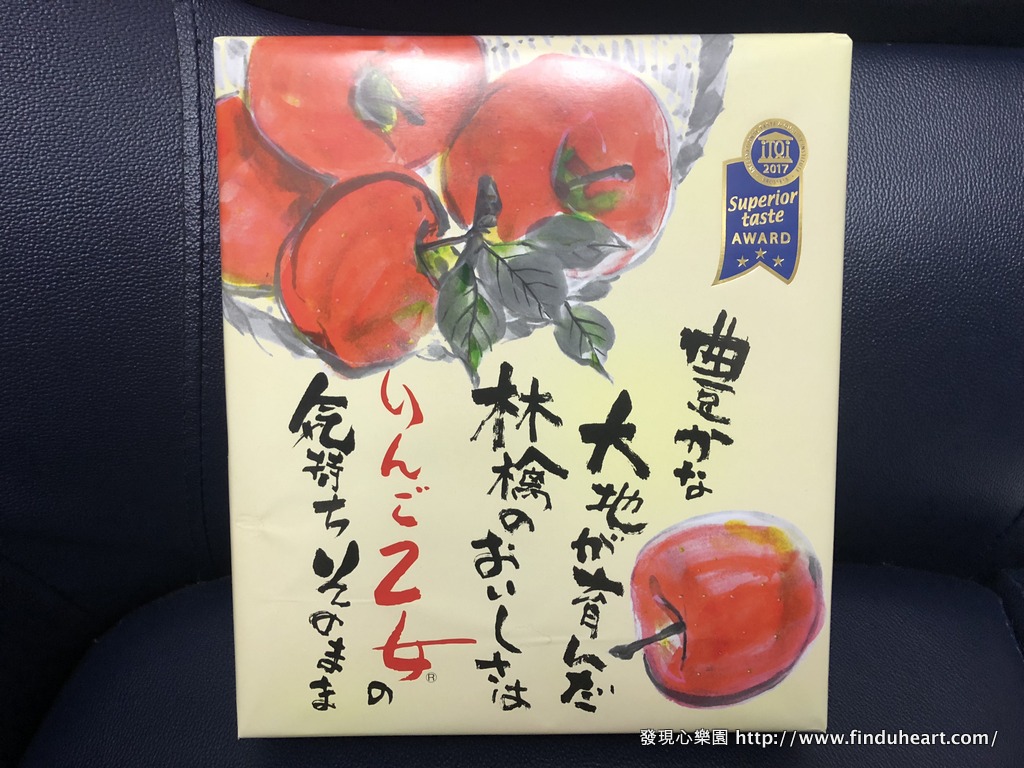 豊かな
大地が育んだ
林檎のおいしさは
りんご乙女®の
気持ちそのまま
iTQi
2017
Superior
taste
AWARD
發現心樂園 http://www.finduheart.com/